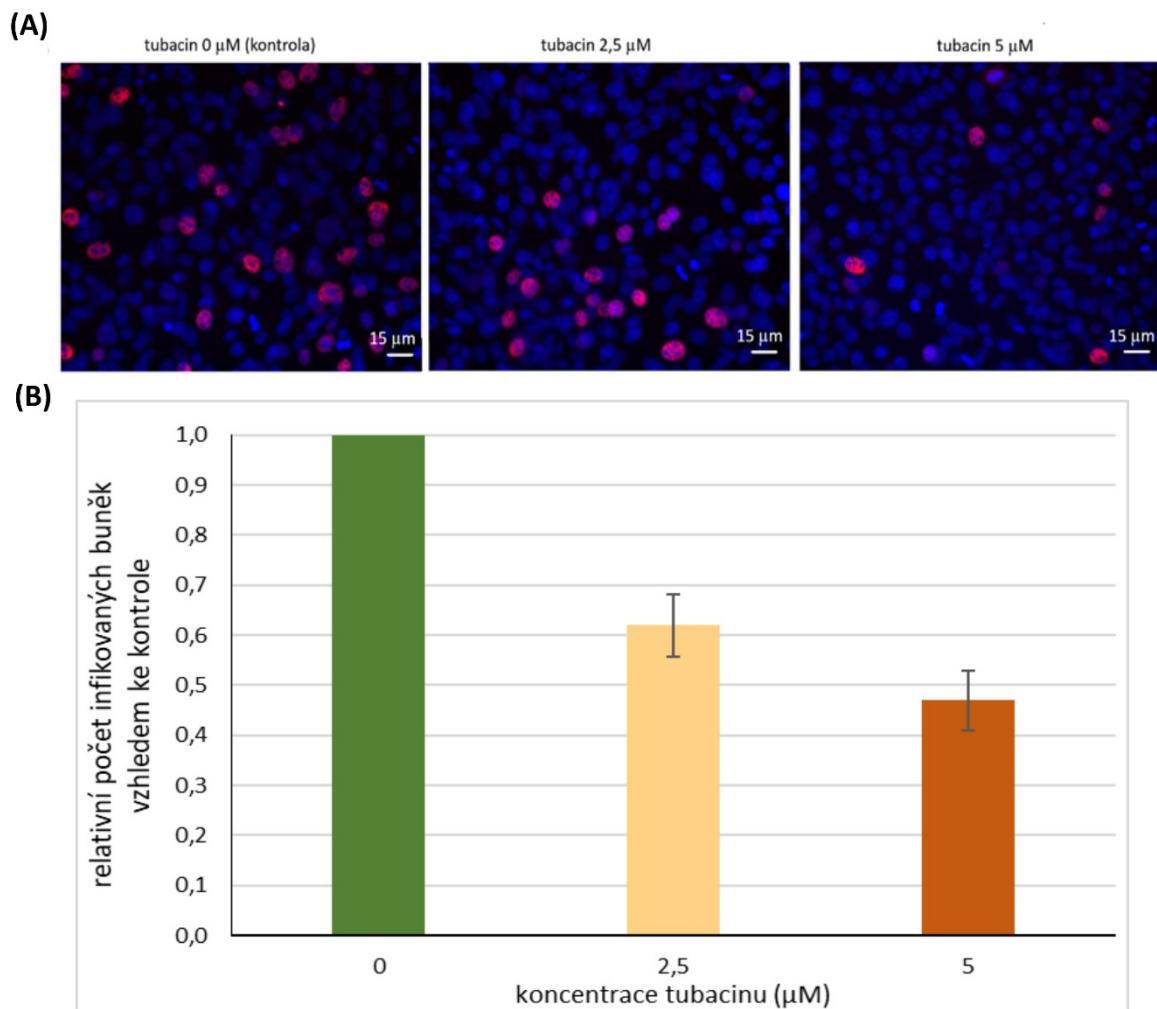 (A)
tubacin 0 µM (kontrola)
tubacin 2,5 µM
tubacin 5 µM
15 µm
15 µm
15 µm
(B)
relativní počet infikovaných buněk
vzhledem ke kontrole
1,0
0,9
0,8
0,7
0,6
0,5
0,4
0,3
0,2
0,1
0,0
0
2,5
5
koncentrace tubacinu (µM)